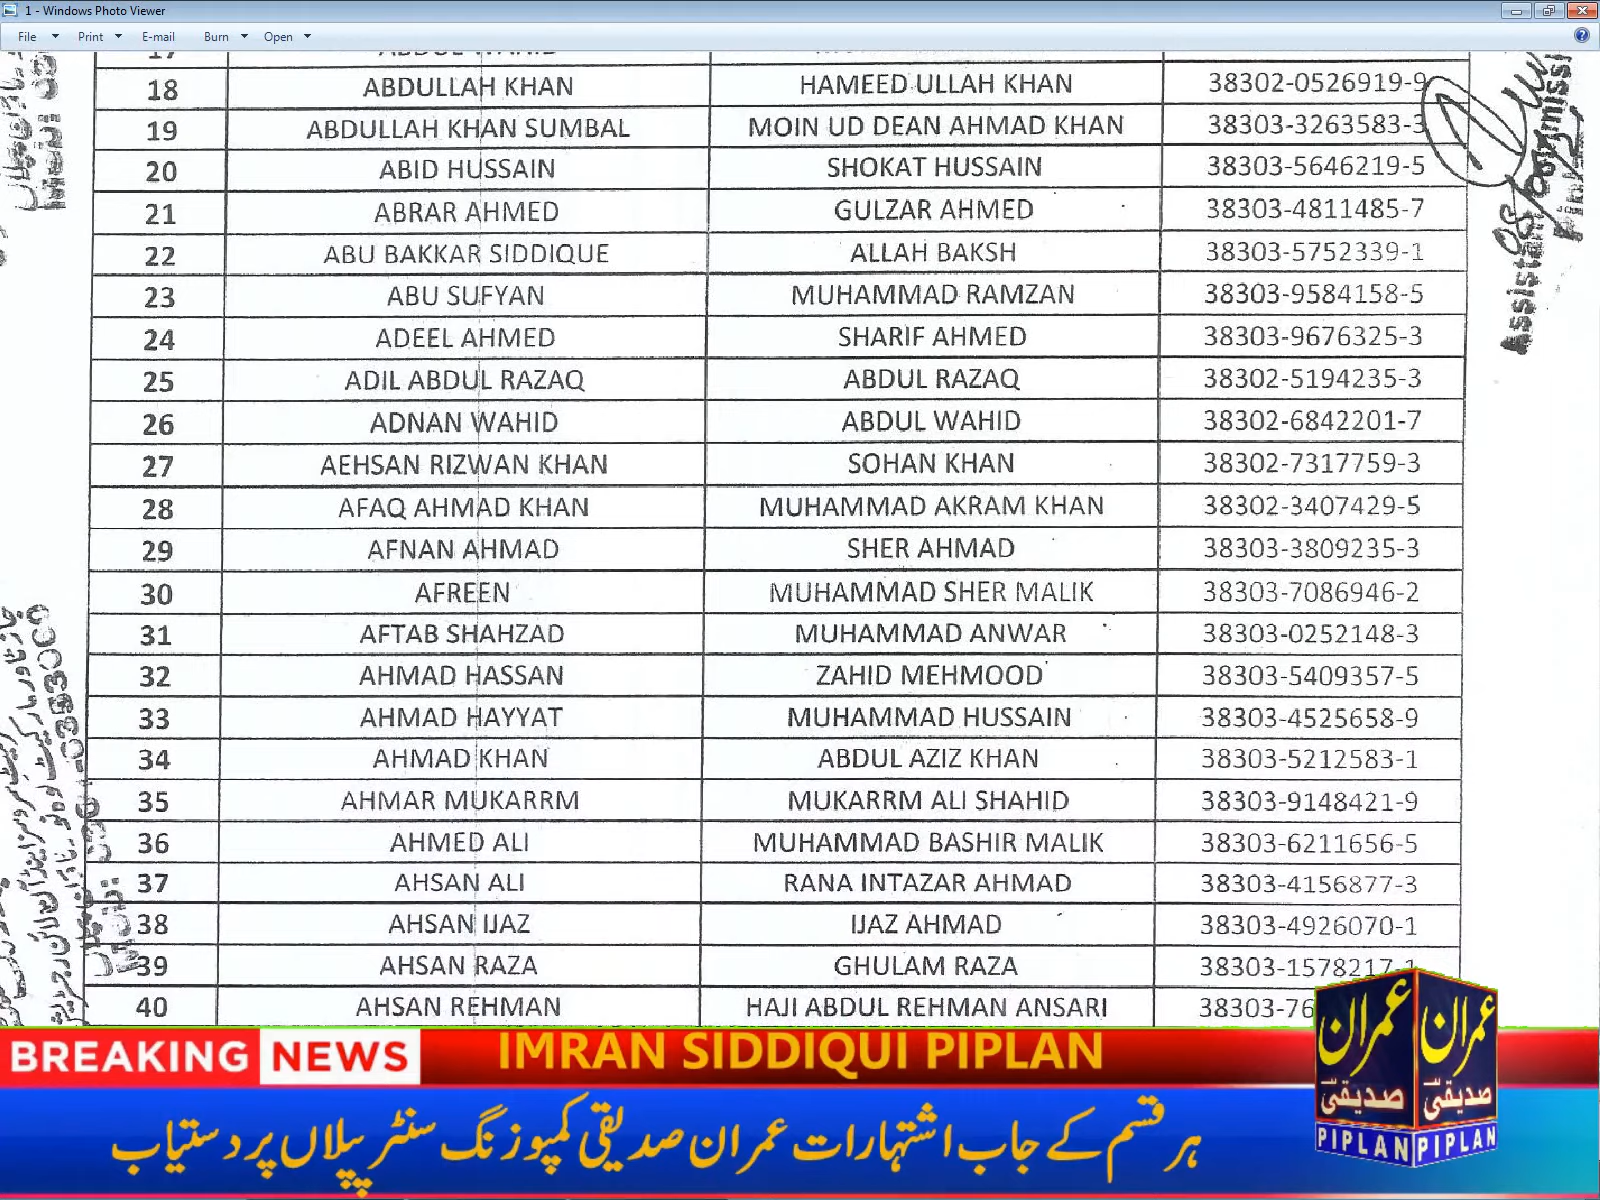 1 - Windows Photo Viewer
File Print E-mail Burn Open
17 ABDUL WAHID
18 ABDULLAH KHAN HAMEED ULLAH KHAN 38302-0526919-9
19 ABDULLAH KHAN SUMBAL MOIN UD DEAN AHMAD KHAN 38303-3263583-3
20 ABID HUSSAIN SHOKAT HUSSAIN 38303-5646219-5
21 ABRAR AHMED GULZAR AHMED 38303-4811485-7
22 ABU BAKKAR SIDDIQUE ALLAH BAKSH 38303-5752339-1
23 ABU SUFYAN MUHAMMAD RAMZAN 38303-9584158-5
24 ADEEL AHMED SHARIF AHMED 38303-9676325-3
25 ADIL ABDUL RAZAQ ABDUL RAZAQ 38302-5194235-3
26 ADNAN WAHID ABDUL WAHID 38302-6842201-7
27 AEHSAN RIZWAN KHAN SOHAN KHAN 38302-7317759-3
28 AFAQ AHMAD KHAN MUHAMMAD AKRAM KHAN 38302-3407429-5
29 AFNAN AHMAD SHER AHMAD 38303-3809235-3
30 AFREEN MUHAMMAD SHER MALIK 38303-7086946-2
31 AFTAB SHAHZAD MUHAMMAD ANWAR 38303-0252148-3
32 AHMAD HASSAN ZAHID MEHMOOD 38303-5409357-5
33 AHMAD HAYYAT MUHAMMAD HUSSAIN 38303-4525658-9
34 AHMAD KHAN ABDUL AZIZ KHAN 38303-5212583-1
35 AHMAR MUKARRM MUKARRM ALI SHAHID 38303-9148421-9
36 AHMED ALI MUHAMMAD BASHIR MALIK 38303-6211656-5
37 AHSAN ALI RANA INTAZAR AHMAD 38303-4156877-3
38 AHSAN IJAZ IJAZ AHMAD 38303-4926070-1
39 AHSAN RAZA GHULAM RAZA 38303-1578217-1
40 AHSAN REHMAN HAJI ABDUL REHMAN ANSARI 38303-76
BREAKING NEWS IMRAN SIDDIQUI PIPLAN
ہر قسم کے جاب اشتہارات عمران صدیقی کمپوزنگ سنٹر پپلاں پر دستیاب
عمران عمران
صدیقی صدیقی
PIPLAN PIPLAN